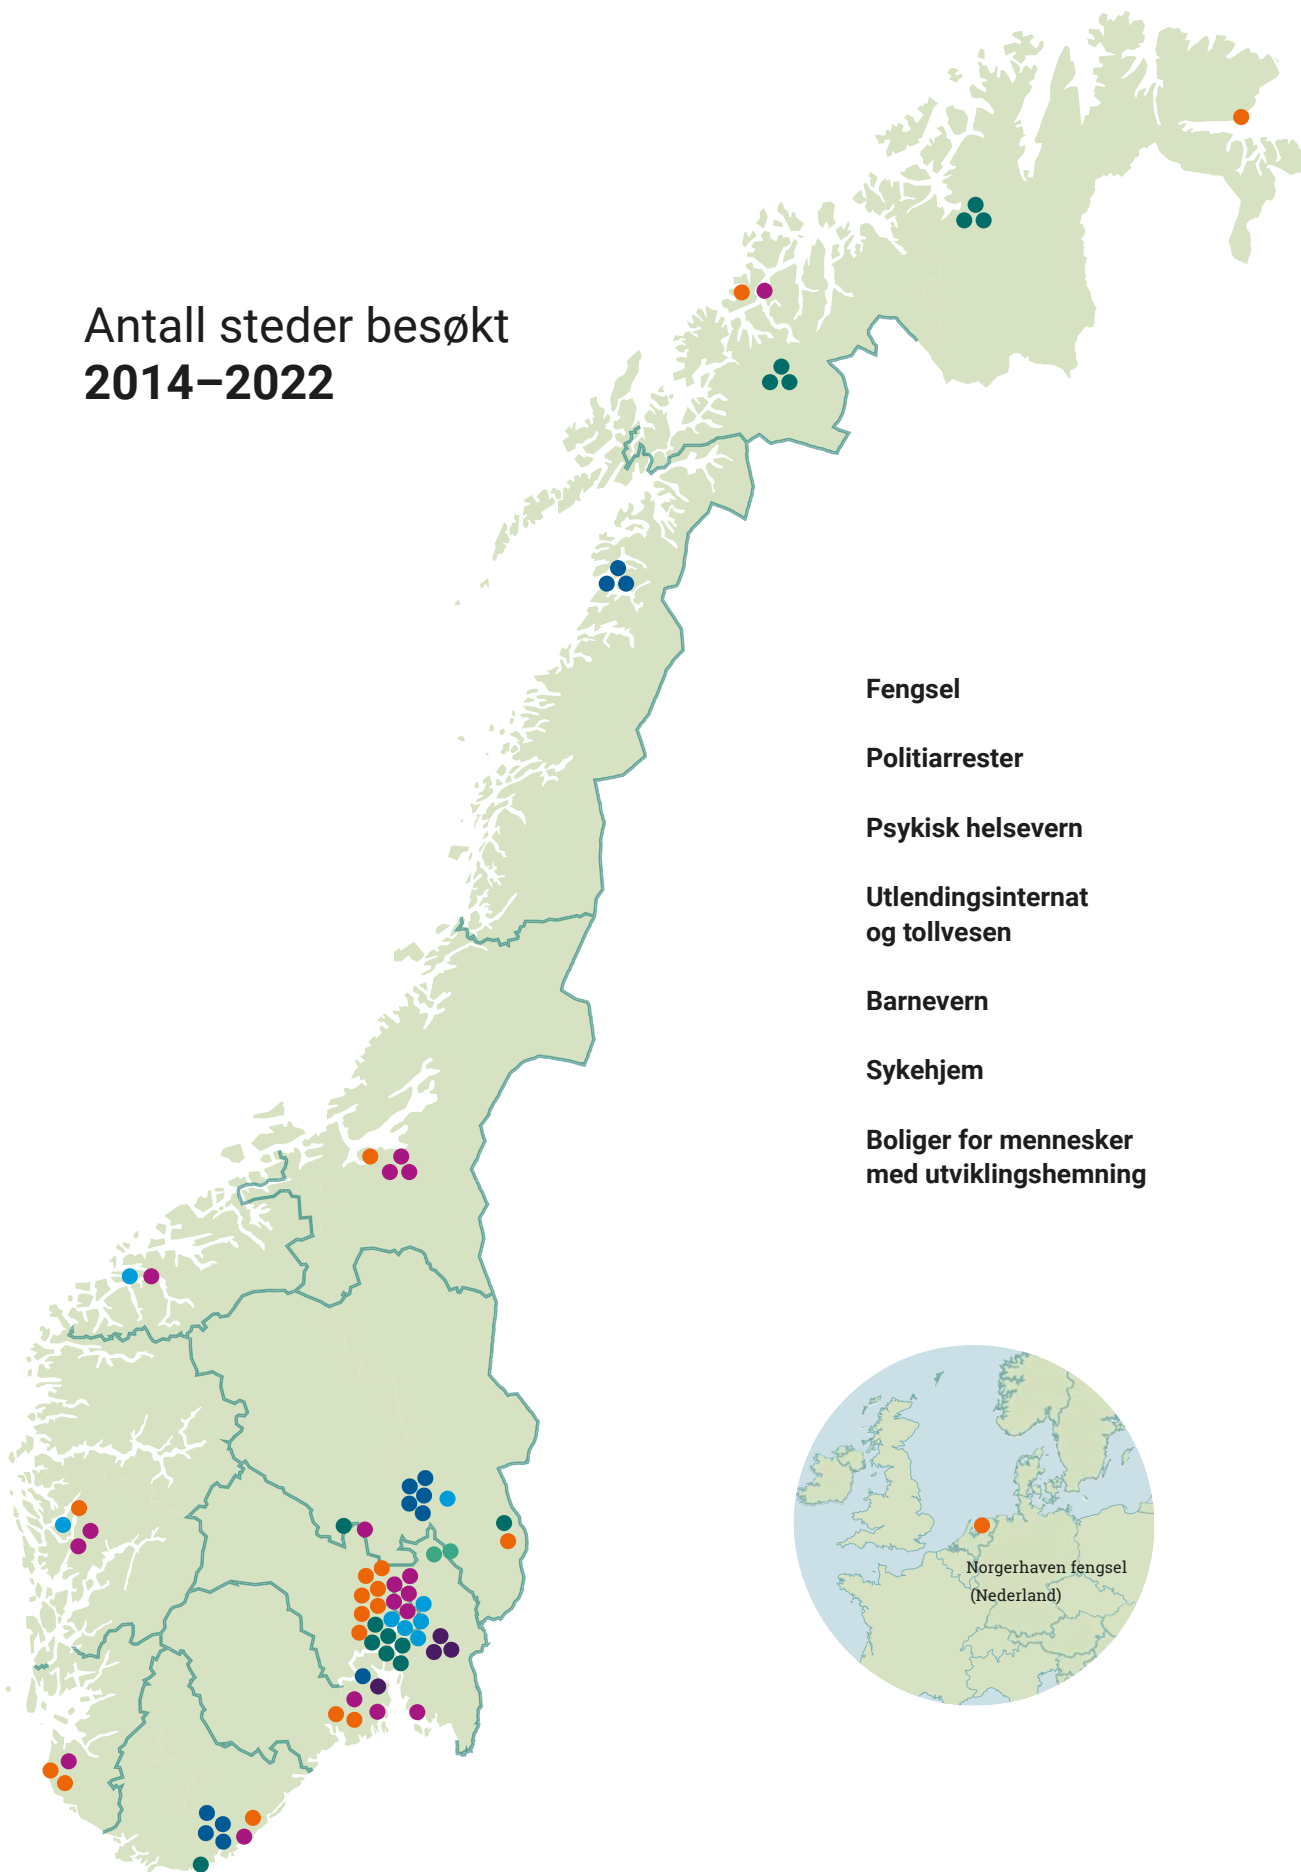 Antall steder besøkt
2014–2022
Fengsel
Politiarrester
Psykisk helsevern
Utlendingsinternat
og tollvesen
Barnevern
Sykehjem
Boliger for mennesker
med utviklingshemning
Norgerhaven fengsel
(Nederland)